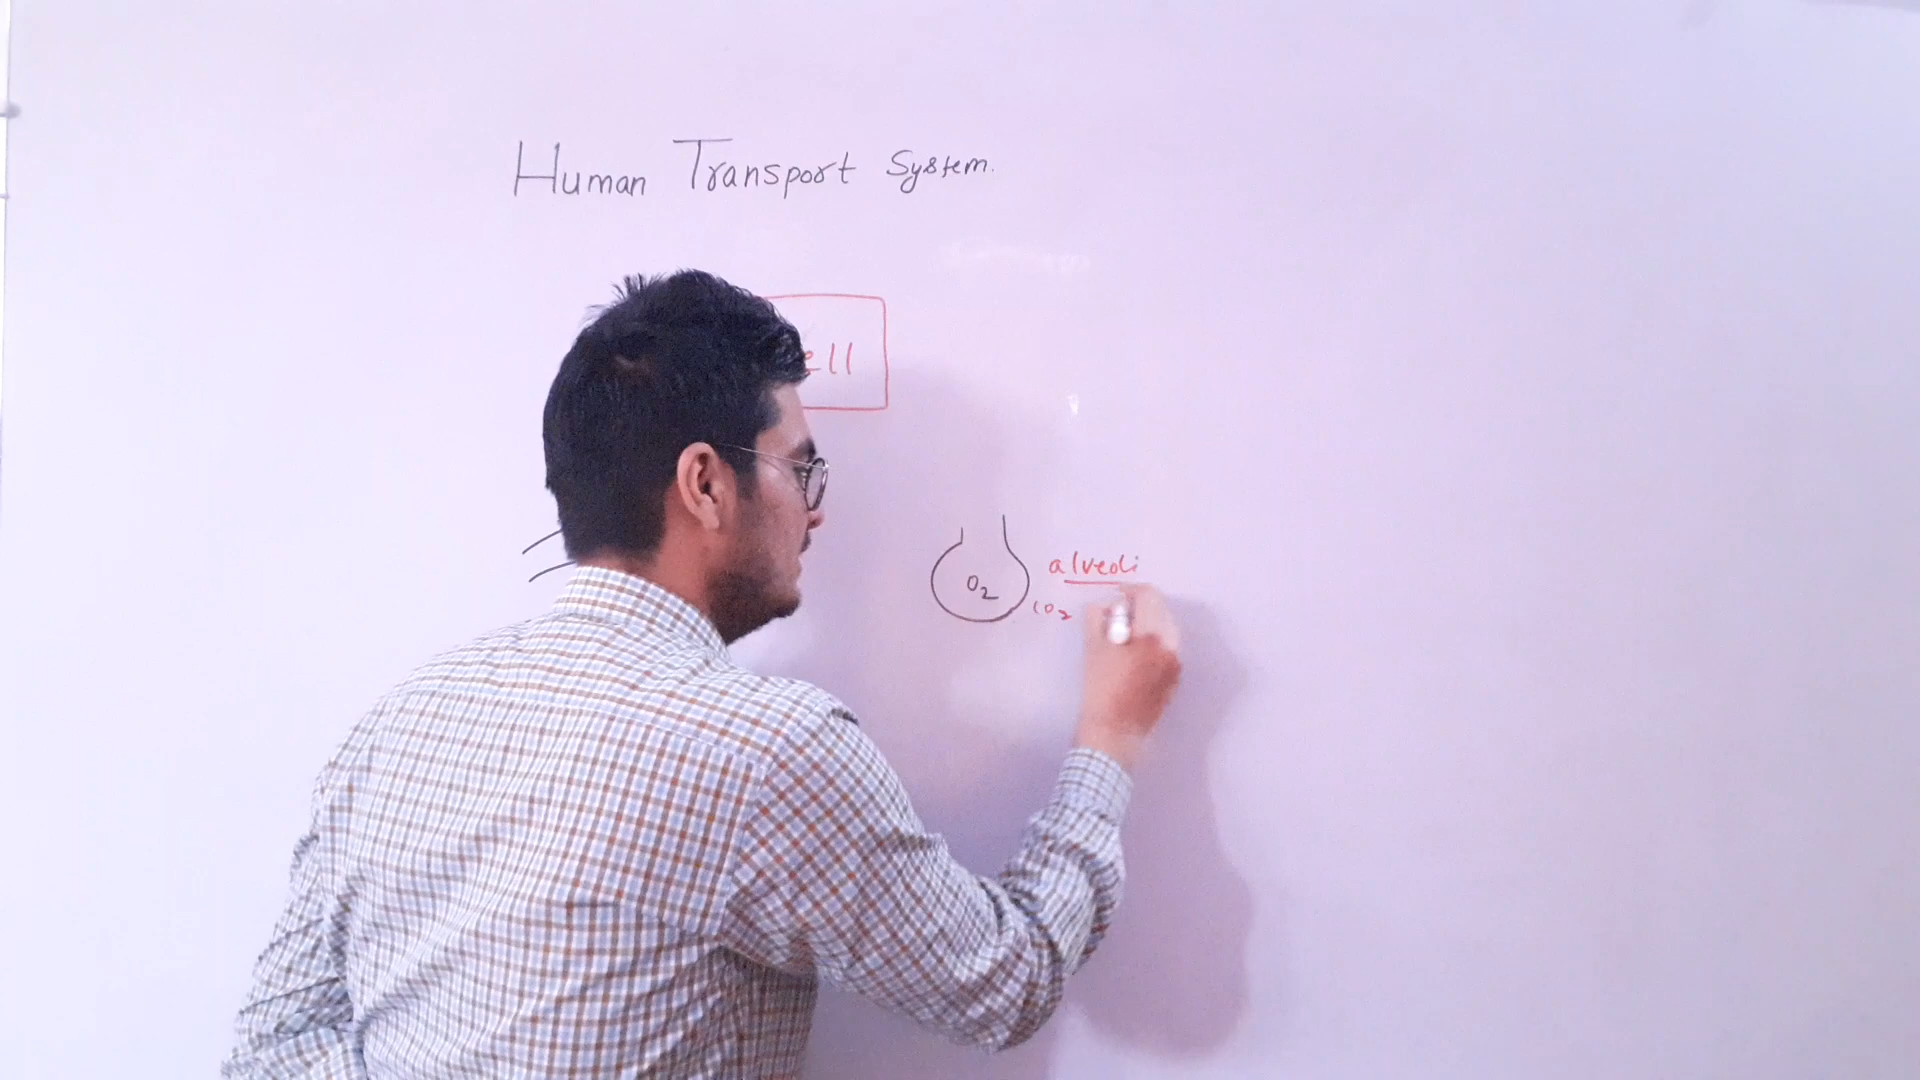 Human Transport System.
ell
alveoli
O2
CO2